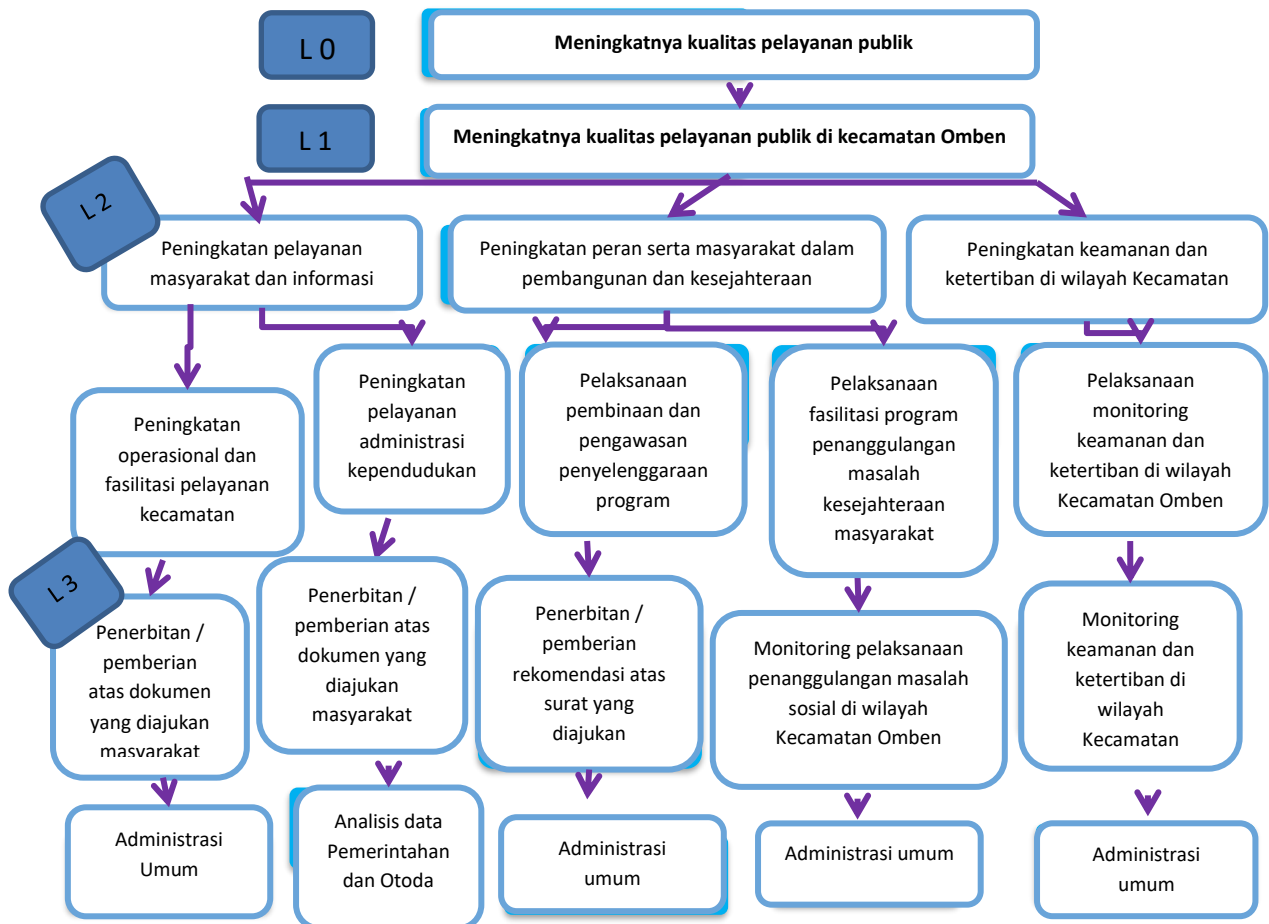 L 0
Meningkatnya kualitas pelayanan publik
L 1
Meningkatnya kualitas pelayanan publik di kecamatan Omben
L 2
Peningkatan pelayanan
masyarakat dan informasi
Peningkatan peran serta masyarakat dalam
pembangunan dan kesejahteraan
Peningkatan keamanan dan
ketertiban di wilayah Kecamatan
Peningkatan
operasional dan
fasilitasi pelayanan
kecamatan
Peningkatan
pelayanan
administrasi
kependudukan
Pelaksanaan
pembinaan dan
pengawasan
penyelenggaraan
program
Pelaksanaan
fasilitasi program
penanggulangan
masalah
kesejahteraan
masyarakat
Pelaksanaan
monitoring
keamanan dan
ketertiban di wilayah
Kecamatan Omben
L 3
Penerbitan /
pemberian
atas dokumen
yang diajukan
masyarakat
Penerbitan /
pemberian atas
dokumen yang
diajukan
masyarakat
Penerbitan /
pemberian
rekomendasi atas
surat yang
diajukan
Monitoring pelaksanaan
penanggulangan masalah
sosial di wilayah
Kecamatan Omben
Monitoring
keamanan dan
ketertiban di
wilayah
Kecamatan
Administrasi
Umum
Analisis data
Pemerintahan
dan Otoda
Administrasi
umum
Administrasi umum
Administrasi
umum